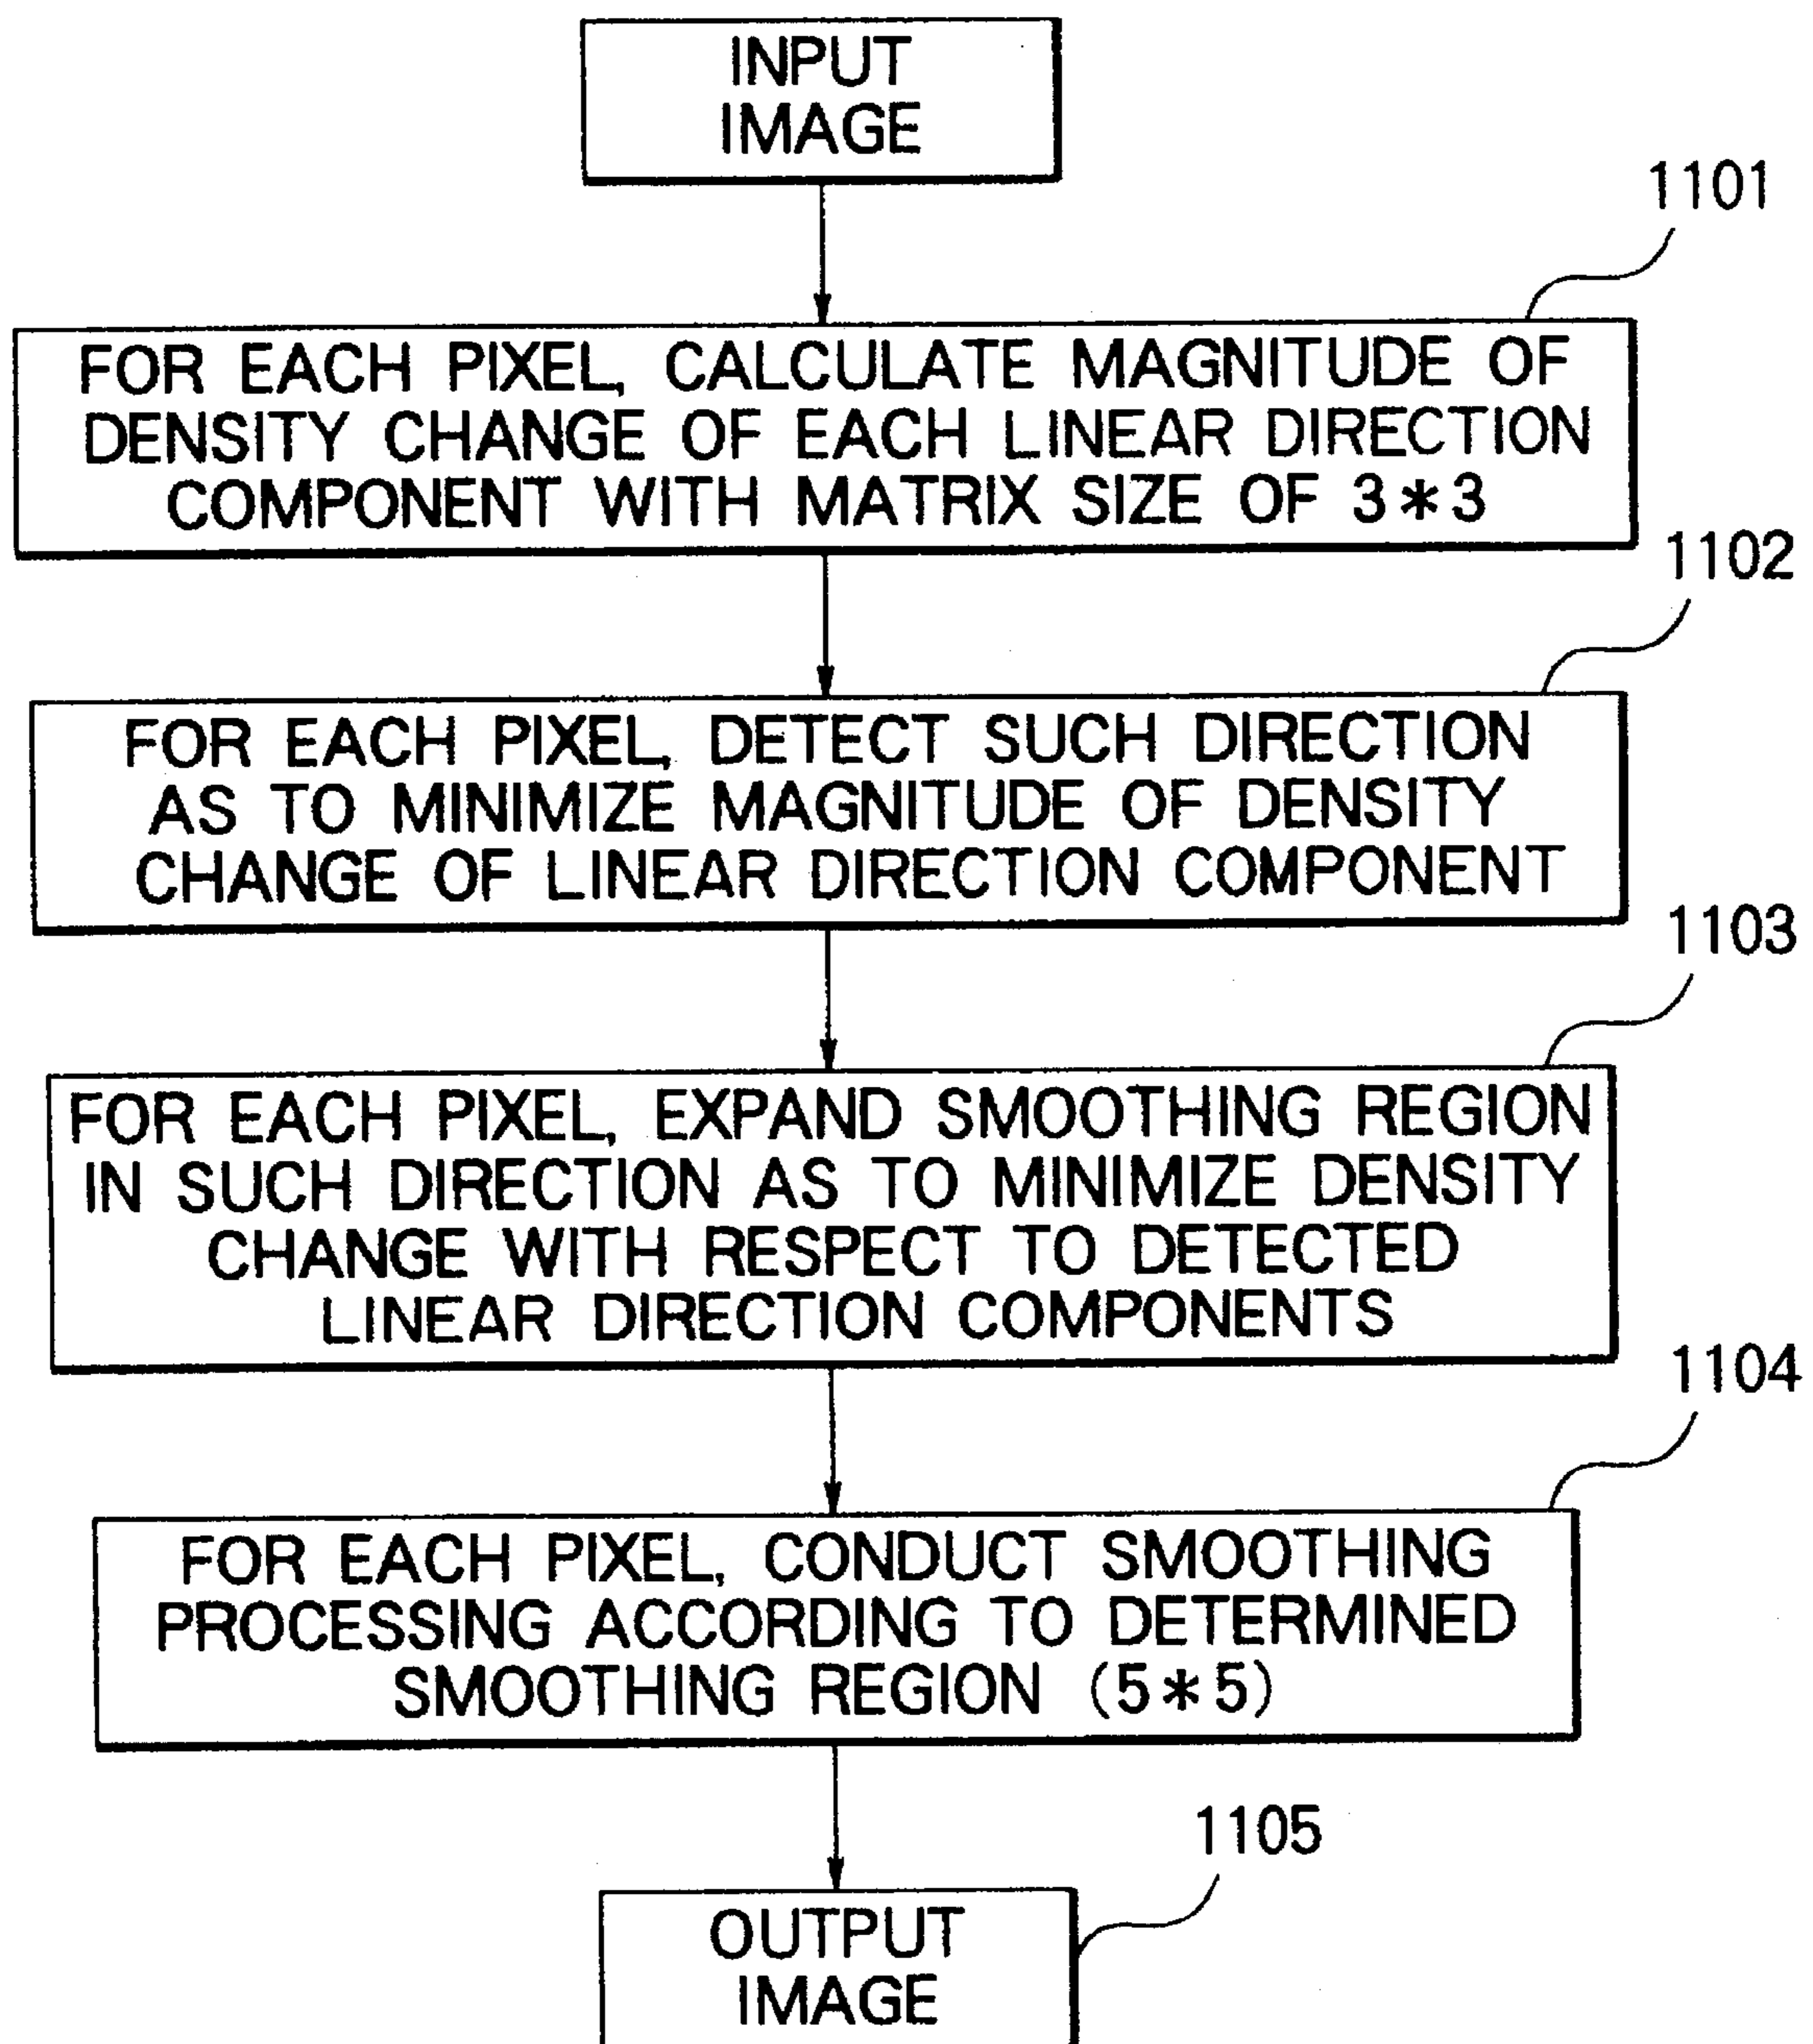 INPUT
IMAGE
1101
FOR EACH PIXEL, CALCULATE MAGNITUDE OF
DENSITY CHANGE OF EACH LINEAR DIRECTION
COMPONENT WITH MATRIX SIZE OF 3*3
1102
FOR EACH PIXEL, DETECT SUCH DIRECTION
AS TO MINIMIZE MAGNITUDE OF DENSITY
CHANGE OF LINEAR DIRECTION COMPONENT
1103
FOR EACH PIXEL, EXPAND SMOOTHING REGION
IN SUCH DIRECTION AS TO MINIMIZE DENSITY
CHANGE WITH RESPECT TO DETECTED
LINEAR DIRECTION COMPONENTS
1104
FOR EACH PIXEL, CONDUCT SMOOTHING
PROCESSING ACCORDING TO DETERMINED
SMOOTHING REGION (5*5)
1105
OUTPUT
IMAGE